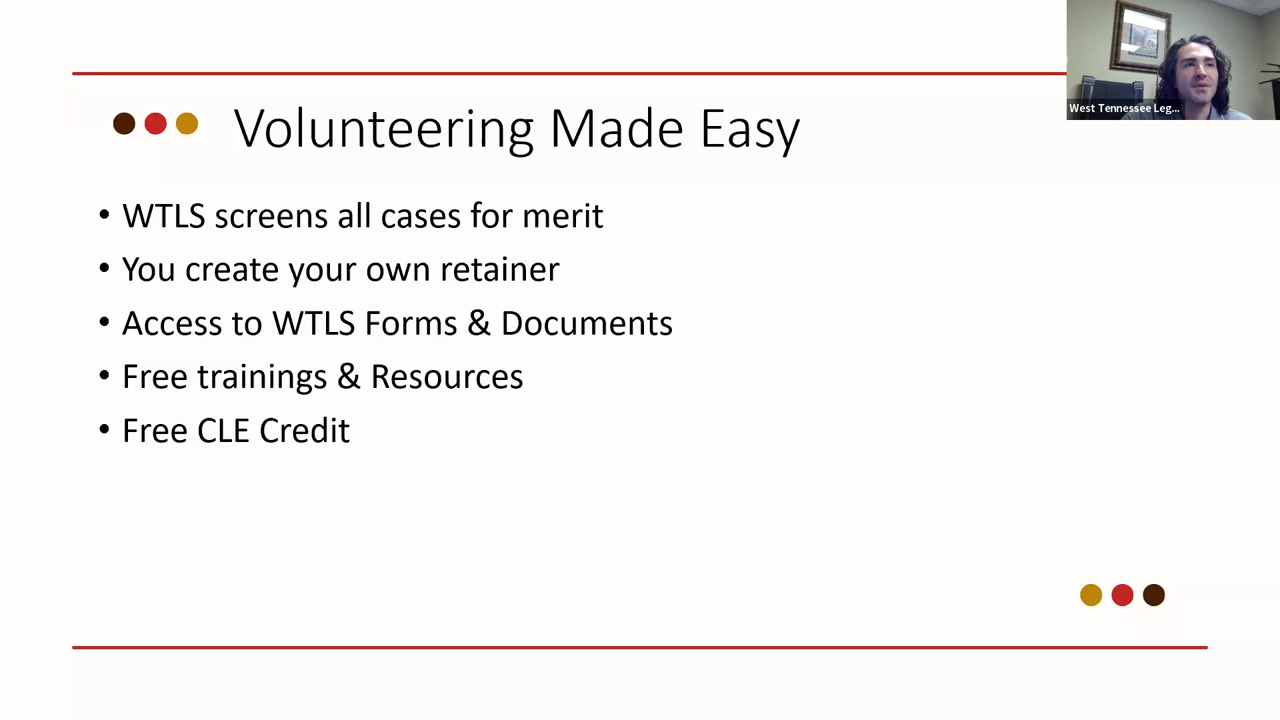 Volunteering Made Easy
West Tennessee Leg...
• WTLS screens all cases for merit
• You create your own retainer
• Access to WTLS Forms & Documents
• Free trainings & Resources
• Free CLE Credit